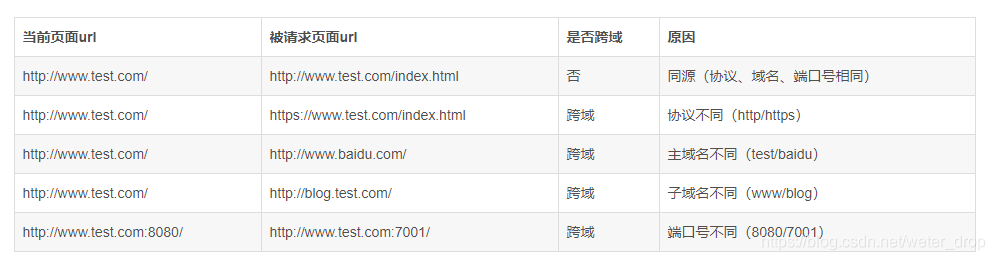 当前页面url 被请求页面url 是否跨域 原因
http://www.test.com/ http://www.test.com/index.html 否 同源（协议、域名、端口号相同）
http://www.test.com/ https://www.test.com/index.html 跨域 协议不同（http/https）
http://www.test.com/ http://www.baidu.com/ 跨域 主域名不同（test/baidu）
http://www.test.com/ http://blog.test.com/ 跨域 子域名不同（www/blog）
http://www.test.com:8080/ http://www.test.com:7001/ 跨域 端口号不同（8080/7001）
https://blog.csdn.net/weter_drop